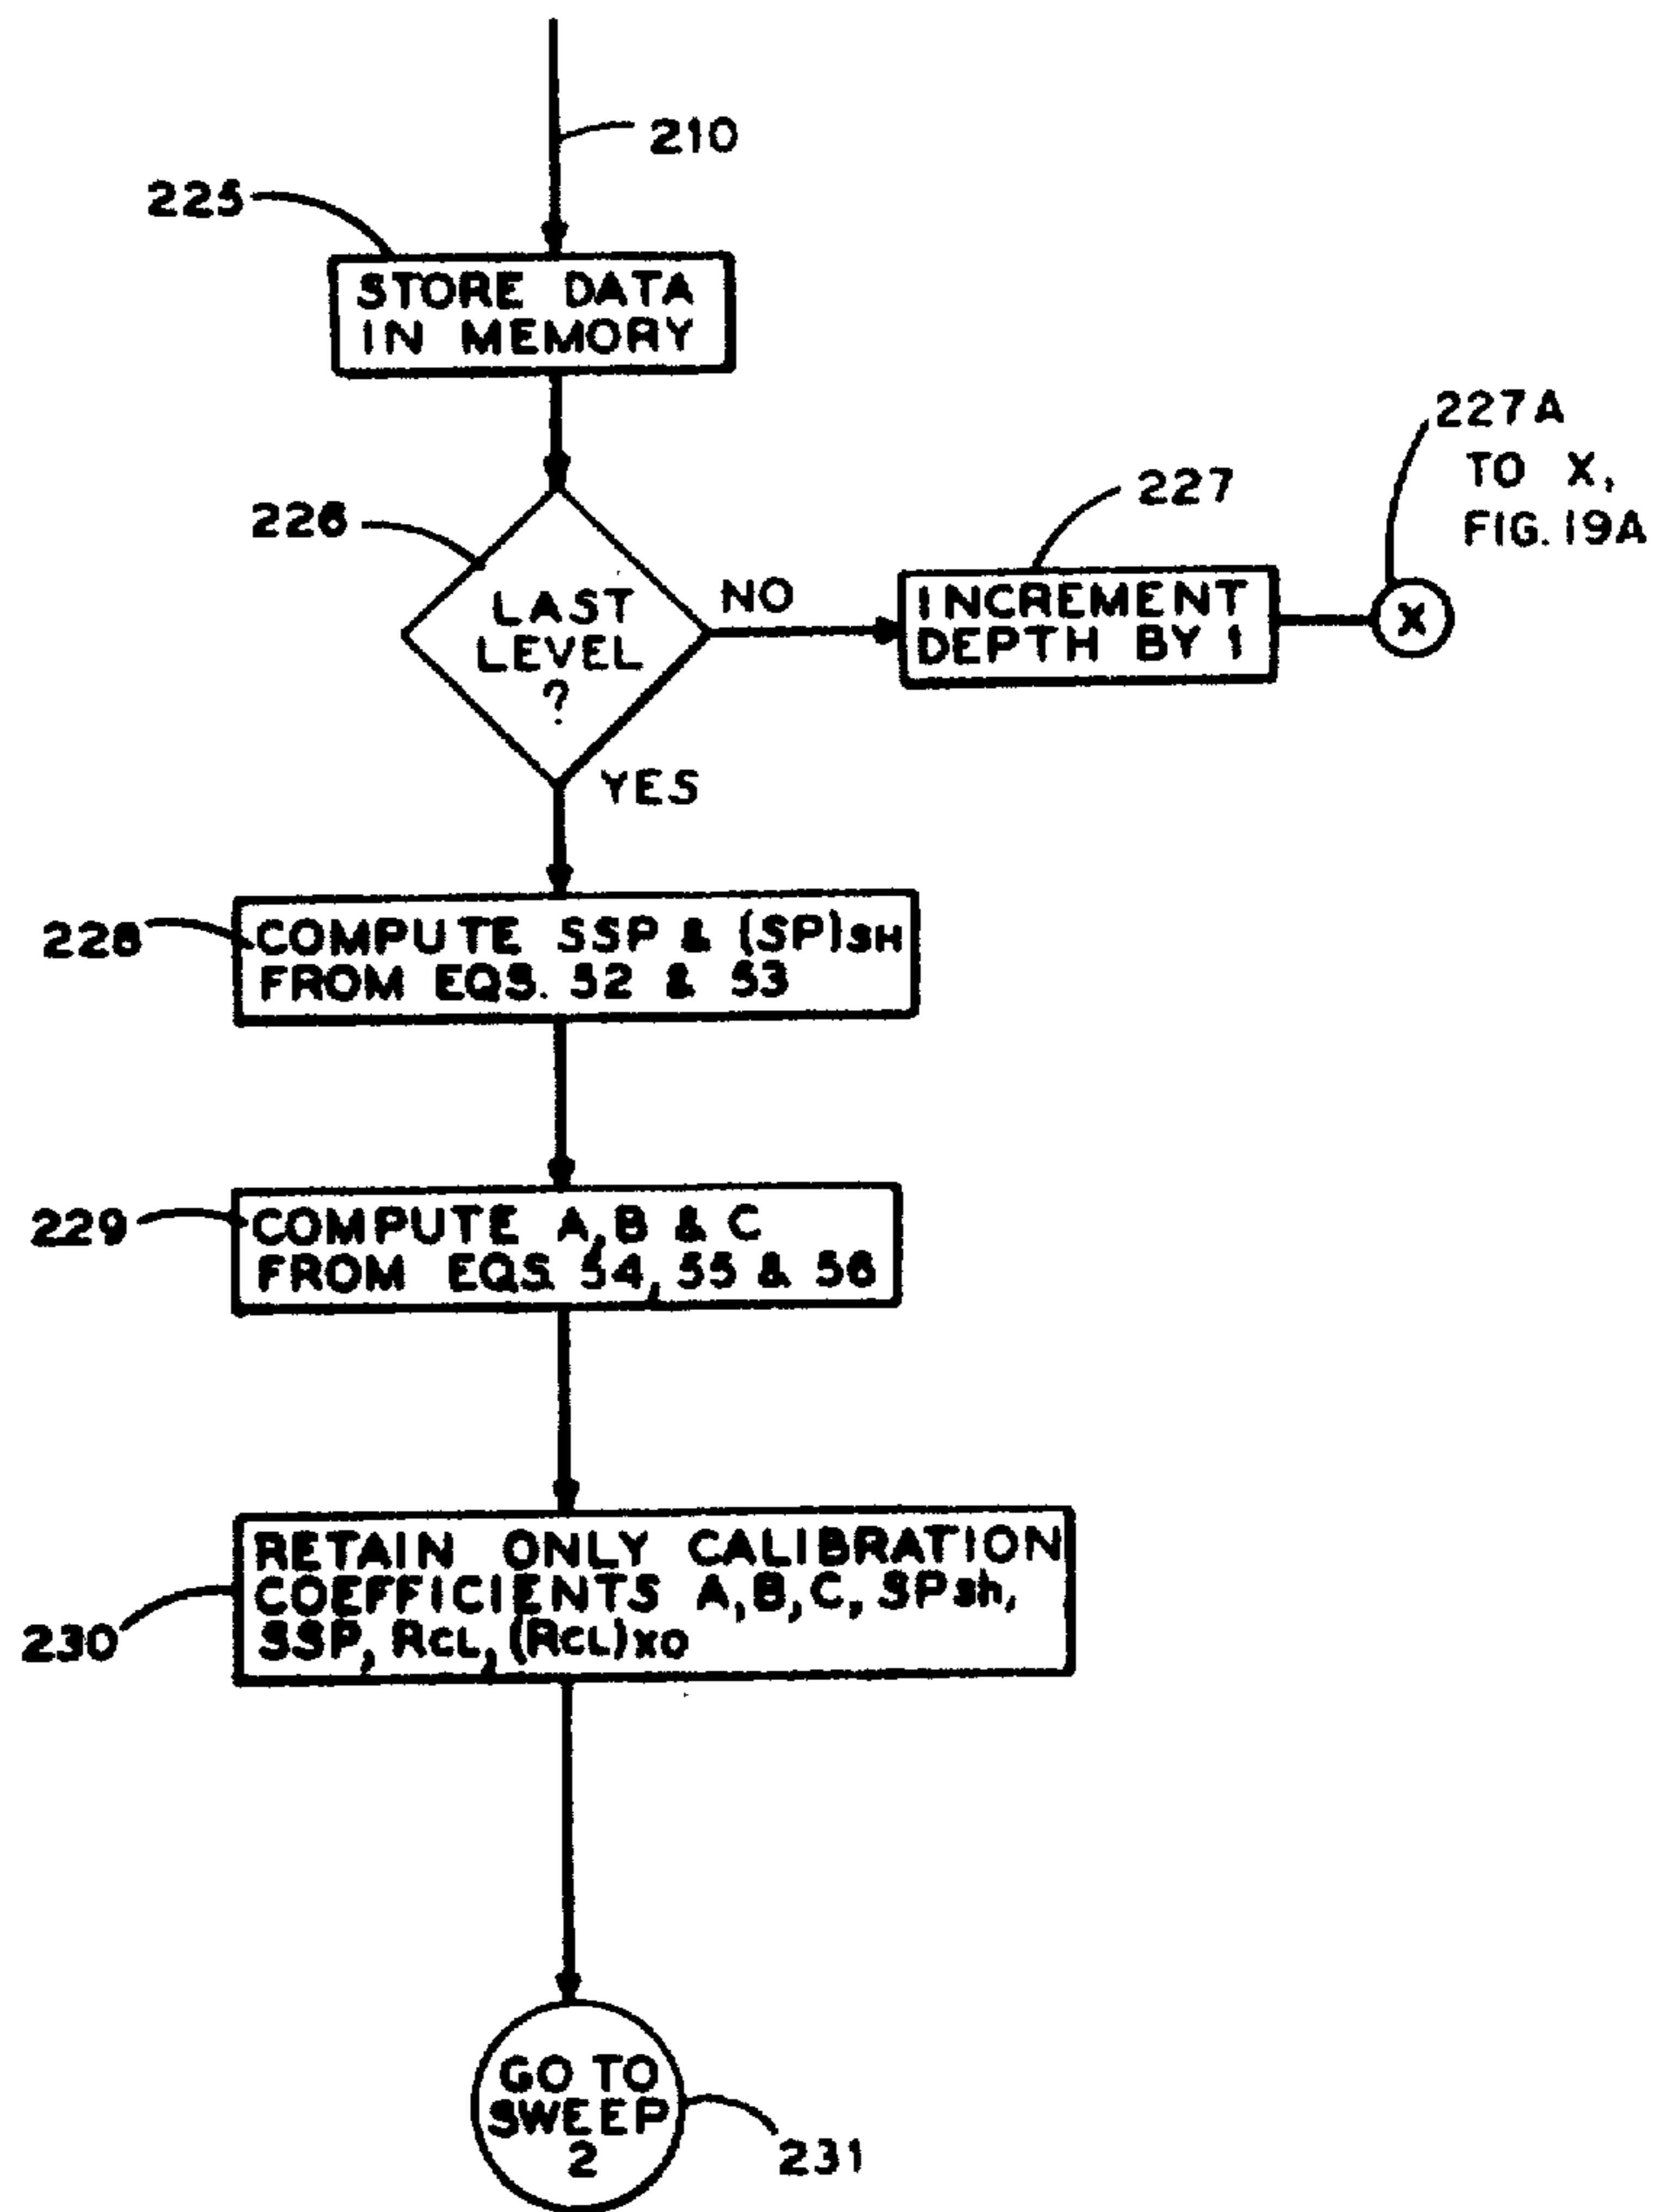 210
225
STORE DATA
IN MEMORY
227A
TO X,
FIG. 19A
226
LAST
LEVEL
?
NO
227
INCREMENT
DEPTH BY 1
X
YES
228
COMPUTE SSP & (SP)SH
FROM EQS. 52 & 53
229
COMPUTE A,B & C
FROM EQS 54, 55 & 56
230
RETAIN ONLY CALIBRATION
COEFFICIENTS A,B,C, SPsh,
SSP, RCL, (RCL)XO
GO TO
SWEEP
2
231